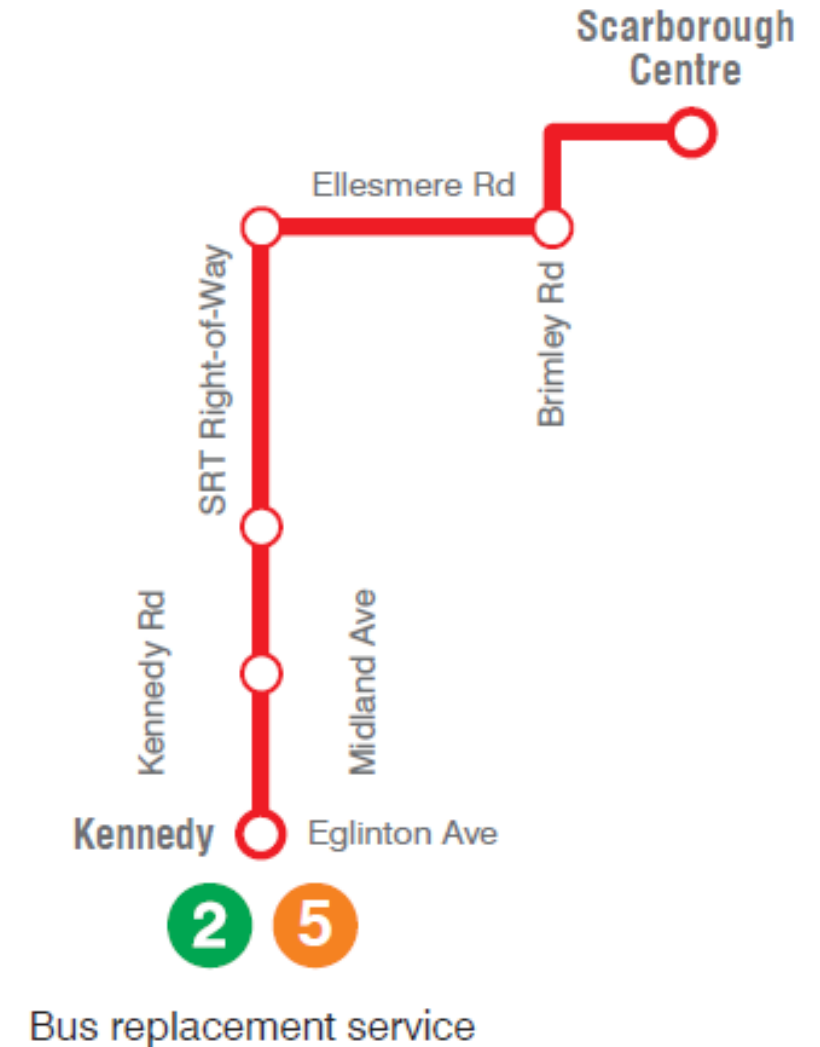 Scarborough
Centre
Ellesmere Rd
SRT Right-of-Way
Brimley Rd
Kennedy Rd
Midland Ave
Kennedy
Eglinton Ave
2
5
Bus replacement service